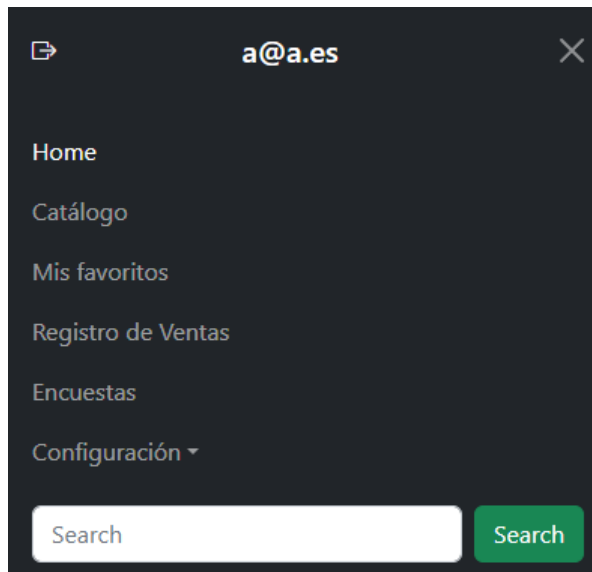 a@a.es
Home
Catálogo
Mis favoritos
Registro de Ventas
Encuestas
Configuración
Search Search